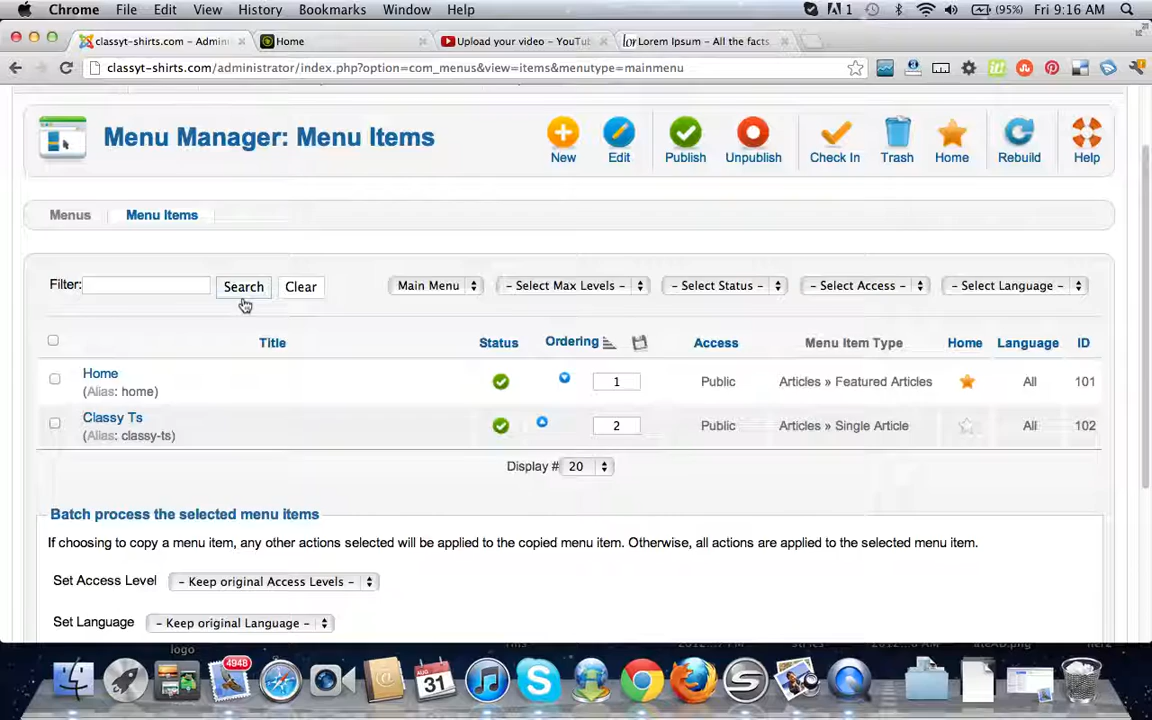 Chrome File Edit View History Bookmarks Window Help 1 (95%) Fri 9:16 AM
classyt-shirts.com – Admin Home Upload your video – YouTub Lorem Ipsum – All the facts
classyt-shirts.com/administrator/index.php?option=com_menus&view=items&menutype=mainmenu
Menu Manager: Menu Items
New Edit Publish Unpublish Check In Trash Home Rebuild Help
Menus Menu Items
Filter: Search Clear Main Menu - Select Max Levels - - Select Status - - Select Access - - Select Language -
Title Status Ordering Access Menu Item Type Home Language ID
Home 1 Public Articles » Featured Articles All 101
(Alias: home)
Classy Ts 2 Public Articles » Single Article All 102
(Alias: classy-ts)
Display # 20
Batch process the selected menu items
If choosing to copy a menu item, any other actions selected will be applied to the copied menu item. Otherwise, all actions are applied to the selected menu item.
Set Access Level - Keep original Access Levels -
Set Language - Keep original Language -
logo
4948
31